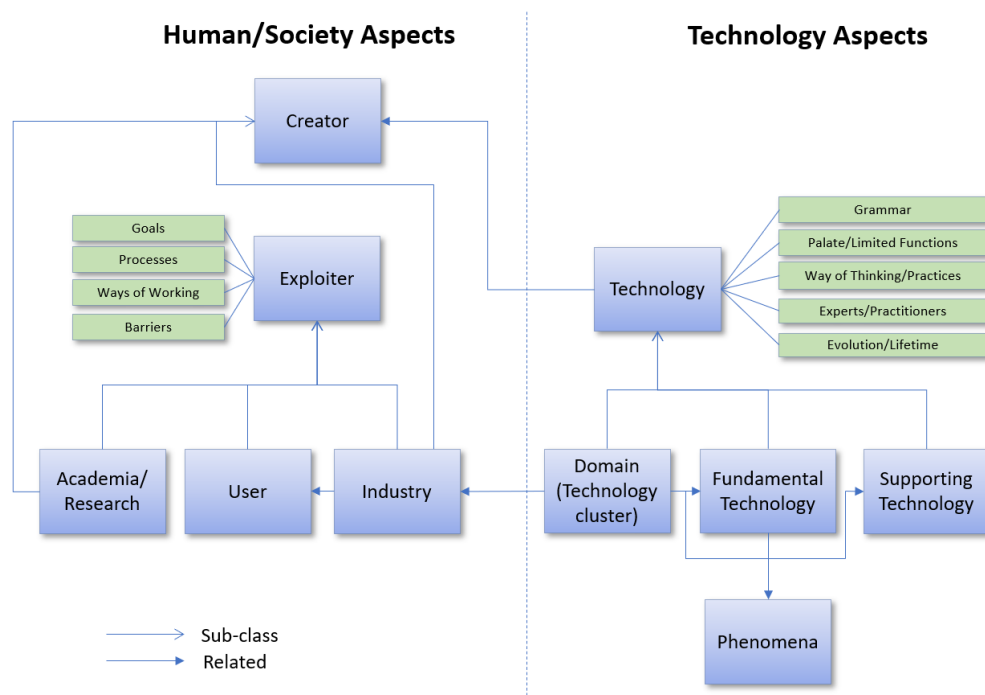 Human/Society Aspects
Technology Aspects
Creator
Goals
Processes
Ways of Working
Barriers
Exploiter
Technology
Grammar
Palate/Limited Functions
Way of Thinking/Practices
Experts/Practitioners
Evolution/Lifetime
Academia/
Research
User
Industry
Domain
(Technology
cluster)
Fundamental
Technology
Supporting
Technology
Phenomena
Sub-class
Related